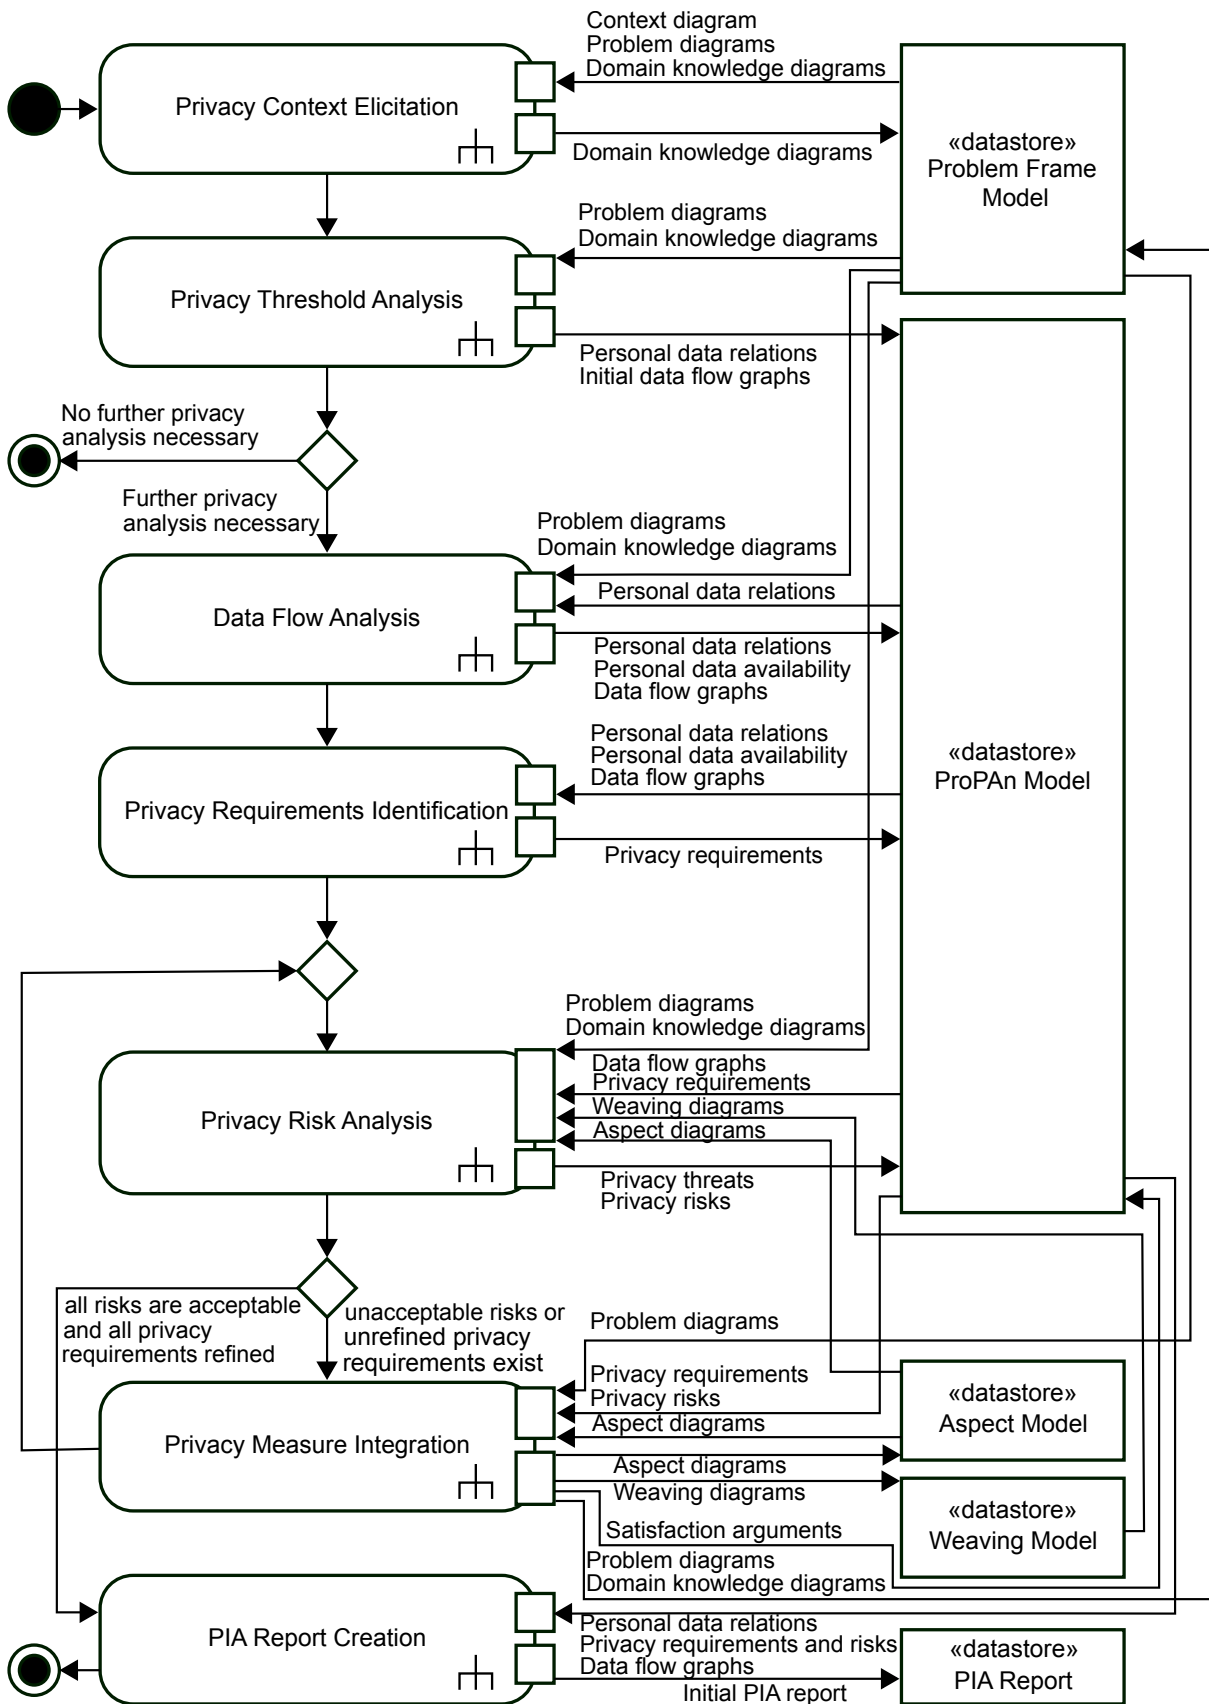 Context diagram
Problem diagrams
Domain knowledge diagrams
Privacy Context Elicitation
Domain knowledge diagrams
«datastore»
Problem Frame
Model
Problem diagrams
Domain knowledge diagrams
Privacy Threshold Analysis
Personal data relations
Initial data flow graphs
No further privacy
analysis necessary
Further privacy
analysis necessary
Problem diagrams
Domain knowledge diagrams
Personal data relations
Data Flow Analysis
Personal data relations
Personal data availability
Data flow graphs
Personal data relations
Personal data availability
Data flow graphs
«datastore»
ProPAn Model
Privacy Requirements Identification
Privacy requirements
Problem diagrams
Domain knowledge diagrams
Data flow graphs
Privacy requirements
Weaving diagrams
Aspect diagrams
Privacy Risk Analysis
Privacy threats
Privacy risks
all risks are acceptable
and all privacy
requirements refined
unacceptable risks or
unrefined privacy
requirements exist
Problem diagrams
Privacy requirements
Privacy risks
Aspect diagrams
«datastore»
Aspect Model
Privacy Measure Integration
Aspect diagrams
Weaving diagrams
Satisfaction arguments
«datastore»
Weaving Model
Problem diagrams
Domain knowledge diagrams
PIA Report Creation
Personal data relations
Privacy requirements and risks
Data flow graphs
Initial PIA report
«datastore»
PIA Report